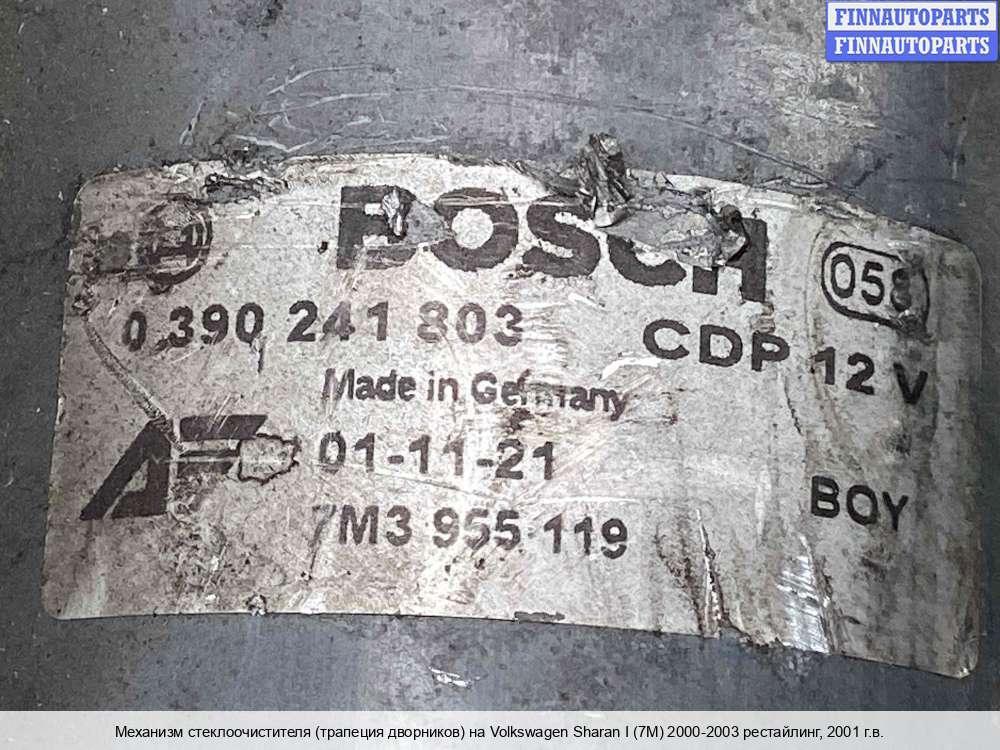 FINNAUTOPARTS
FINNAUTOPARTS
BOSCH
058
0 390 241 803
CDP 12 V
Made in Germany
01-11-21
BOY
7M3 955 119
Механизм стеклоочистителя (трапеция дворников) на Volkswagen Sharan I (7M) 2000-2003 рестайлинг, 2001 г.в.